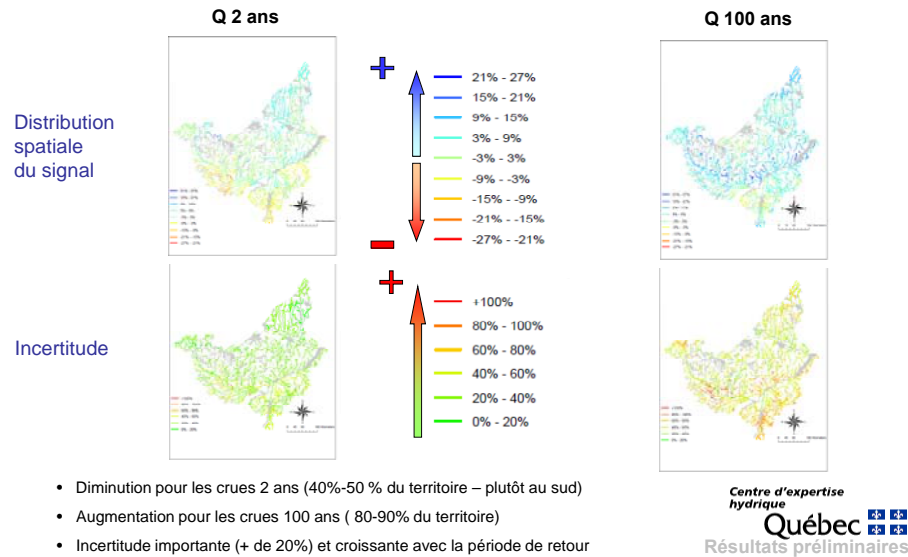 Q 2 ans
Q 100 ans
Distribution
spatiale
du signal
21% - 27%
15% - 21%
9% - 15%
3% - 9%
-3% - 3%
-9% - -3%
-15% - -9%
-21% - -15%
-27% - -21%
Incertitude
+100%
80% - 100%
60% - 80%
40% - 60%
20% - 40%
0% - 20%
• Diminution pour les crues 2 ans (40%-50 % du territoire – plutôt au sud)
• Augmentation pour les crues 100 ans ( 80-90% du territoire)
• Incertitude importante (+ de 20%) et croissante avec la période de retour
Centre d'expertise
hydrique
Québec
Résultats préliminaires